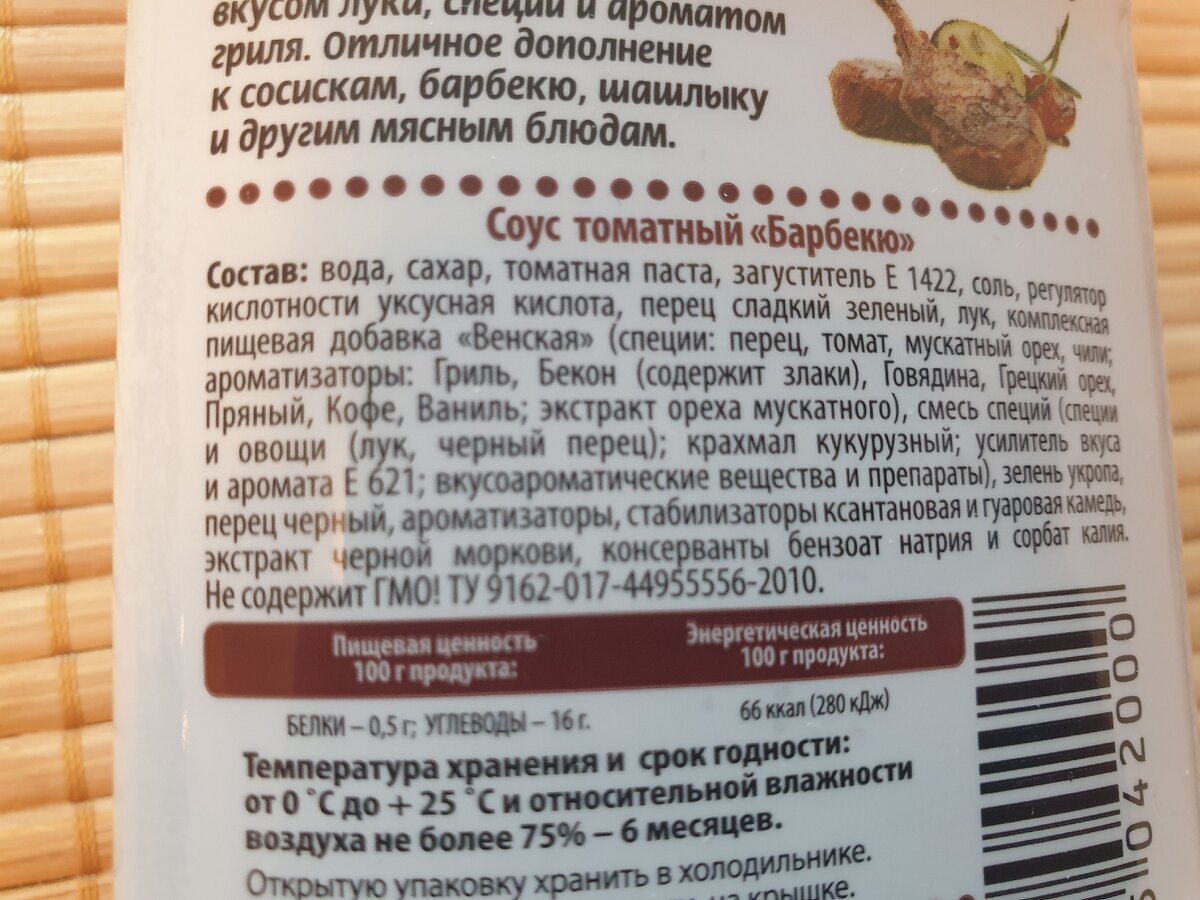 вкусом лука, специй и ароматом
гриля. Отличное дополнение
к сосискам, барбекю, шашлыку
и другим мясным блюдам.
Соус томатный «Барбекю»
Состав: вода, сахар, томатная паста, загуститель Е 1422, соль, регулятор
кислотности уксусная кислота, перец сладкий зеленый, лук, комплексная
пищевая добавка «Венская» (специи: перец, томат, мускатный орех, чили;
ароматизаторы: Гриль, Бекон (содержит злаки), Говядина, Грецкий орех,
Пряный, Кофе, Ваниль; экстракт ореха мускатного), смесь специй (специи
и овощи (лук, черный перец); крахмал кукурузный; усилитель вкуса
и аромата Е 621; вкусоароматические вещества и препараты), зелень укропа,
перец черный, ароматизаторы, стабилизаторы ксантановая и гуаровая камедь,
экстракт черной моркови, консерванты бензоат натрия и сорбат калия.
Не содержит ГМО! ТУ 9162-017-44955556-2010.
Пищевая ценность
100 г продукта:
Энергетическая ценность
100 г продукта:
БЕЛКИ – 0,5 г; УГЛЕВОДЫ – 16 г.
66 ккал (280 кДж)
Температура хранения и срок годности:
от 0 ˚С до + 25 ˚С и относительной влажности
воздуха не более 75% – 6 месяцев.
Открытую упаковку хранить в холодильнике.
на крышке.
042000